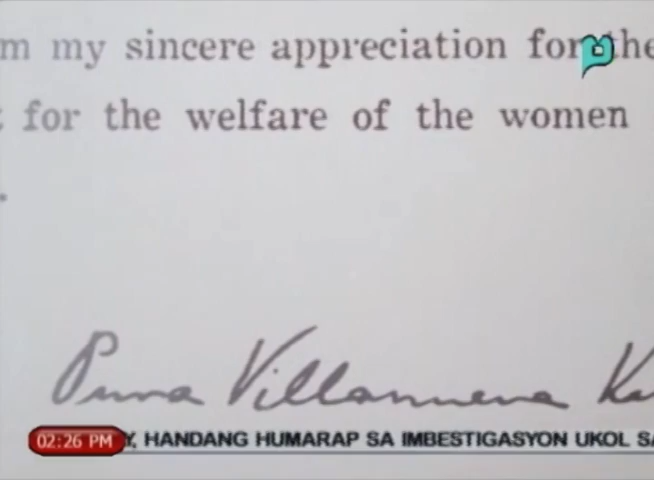 m my sincere appreciation for the
for the welfare of the women
Pura Villanueva
02:26 PM Y, HANDANG HUMARAP SA IMBESTIGASYON UKOL SA